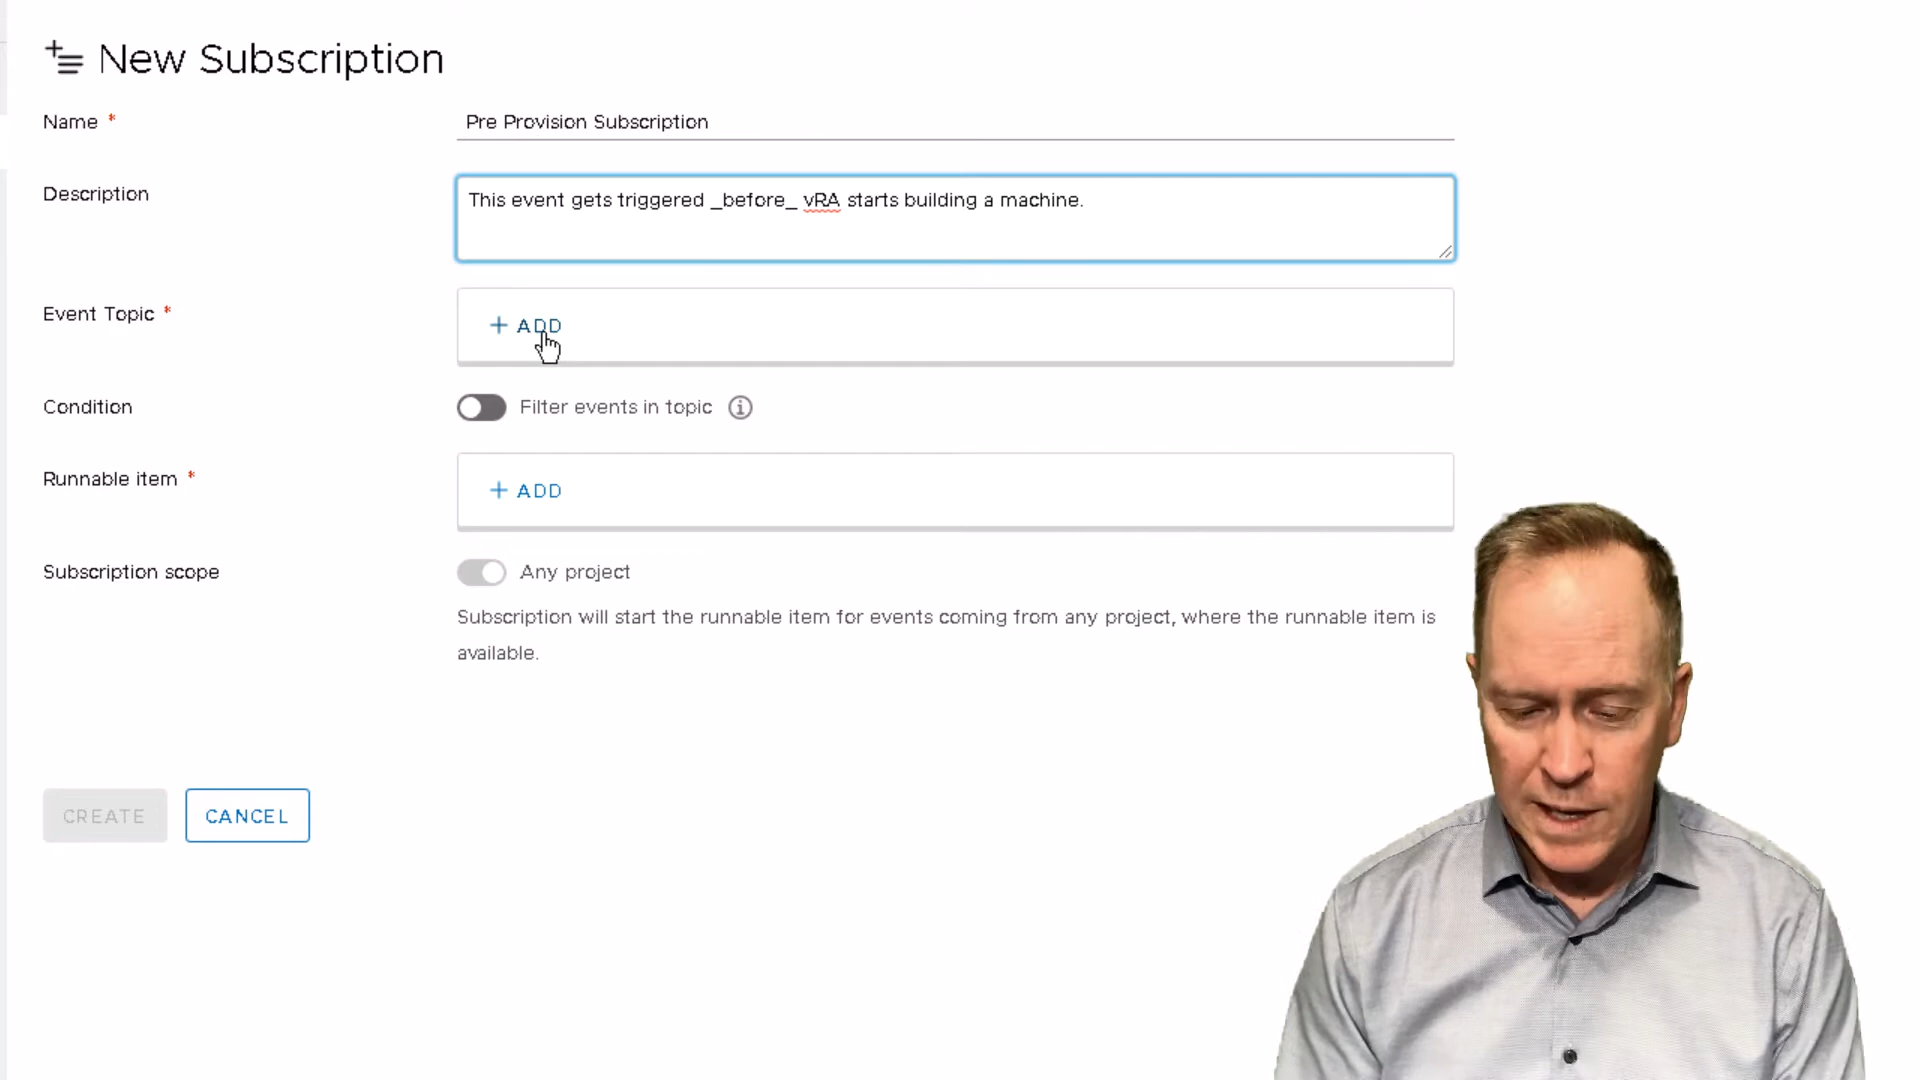 New Subscription
Name *
Pre Provision Subscription
Description
This event gets triggered _before_ vRA starts building a machine.
Event Topic *
+ ADD
Condition
Filter events in topic
Runnable item *
+ ADD
Subscription scope
Any project
Subscription will start the runnable item for events coming from any project, where the runnable item is
available.
CREATE
CANCEL